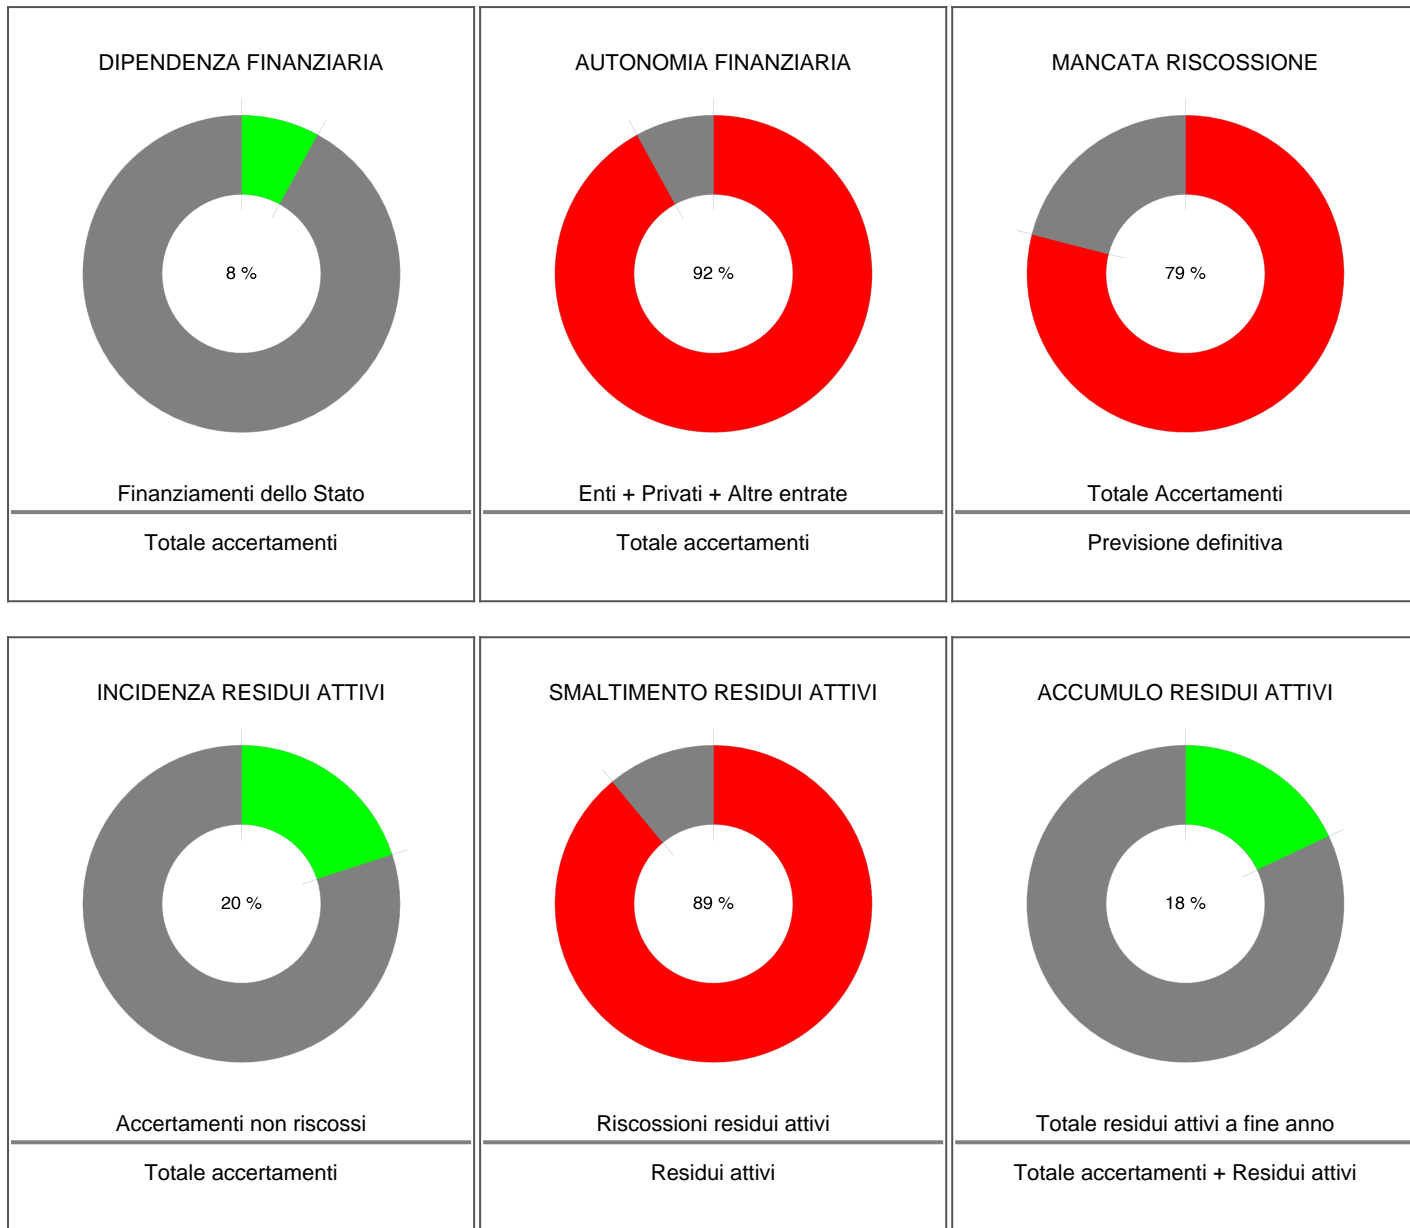 DIPENDENZA FINANZIARIA
8 %
Finanziamenti dello Stato
Totale accertamenti
AUTONOMIA FINANZIARIA
92 %
Enti + Privati + Altre entrate
Totale accertamenti
MANCATA RISCOSSIONE
79 %
Totale Accertamenti
Previsione definitiva
INCIDENZA RESIDUI ATTIVI
20 %
Accertamenti non riscossi
Totale accertamenti
SMALTIMENTO RESIDUI ATTIVI
89 %
Riscossioni residui attivi
Residui attivi
ACCUMULO RESIDUI ATTIVI
18 %
Totale residui attivi a fine anno
Totale accertamenti + Residui attivi